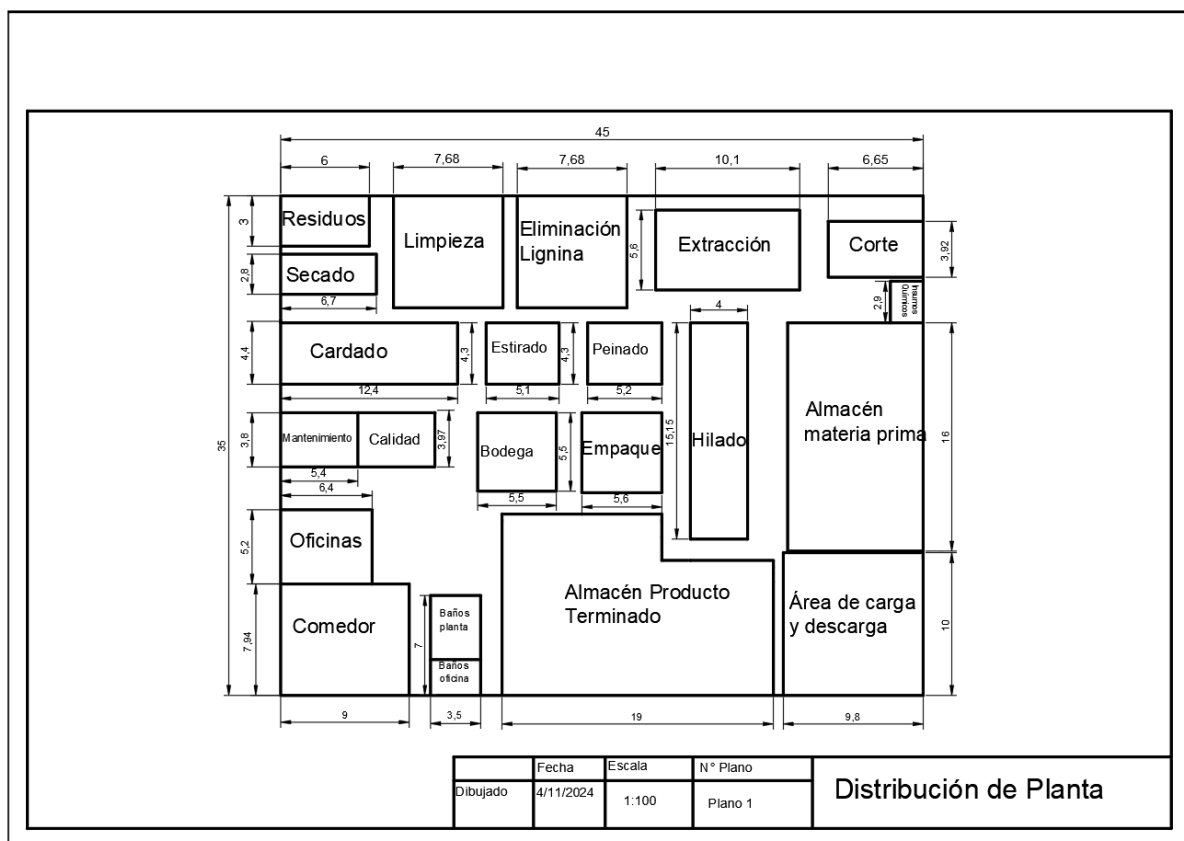 45
6
7,68
7,68
10,1
6,65
3
Residuos
Limpieza
Eliminación
Lignina
5,6
Extracción
Corte
3,92
2,8
Secado
6,7
2,9
Insumos
Químicos
4
4,4
Cardado
12,4
4,3
Estirado
5,1
4,3
Peinado
5,2
35
15,15
Hilado
Almacén
materia prima
16
3,8
Mantenimiento
Calidad
3,97
5,4
6,4
Bodega
5,5
5,5
Empaque
5,6
5,2
Oficinas
7,94
Comedor
9
7
Baños
planta
Baños
oficina
3,5
Almacén Producto
Terminado
19
Área de carga
y descarga
10
9,8
Fecha
Escala
N° Plano
Dibujado
4/11/2024
1:100
Plano 1
Distribución de Planta